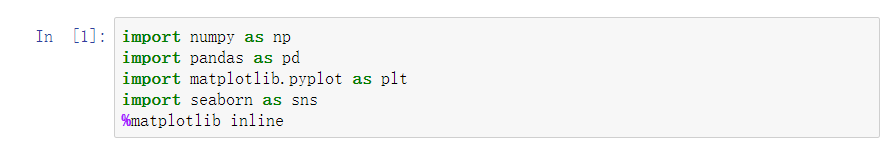 In [1]: import numpy as np
import pandas as pd
import matplotlib.pyplot as plt
import seaborn as sns
%matplotlib inline